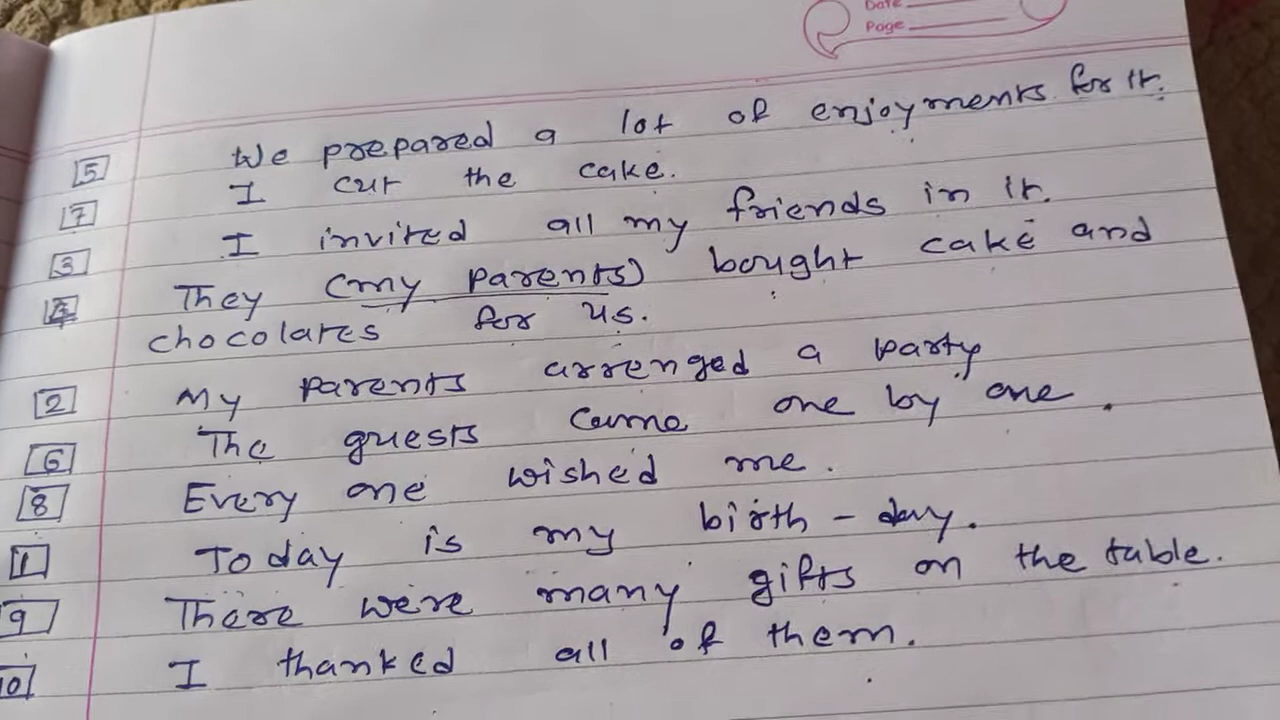 Date
Page
5 We prepared a lot of enjoyments for it.
7 I cut the cake.
3 I invited all my friends in it.
4 They (my parents) bought cake and
chocolates for us.
2 My parents arrenged a party
6 The guests came one by one.
8 Every one wished me.
1 Today is my birth-day.
9 There were many gifts on the table.
10 I thanked all of them.